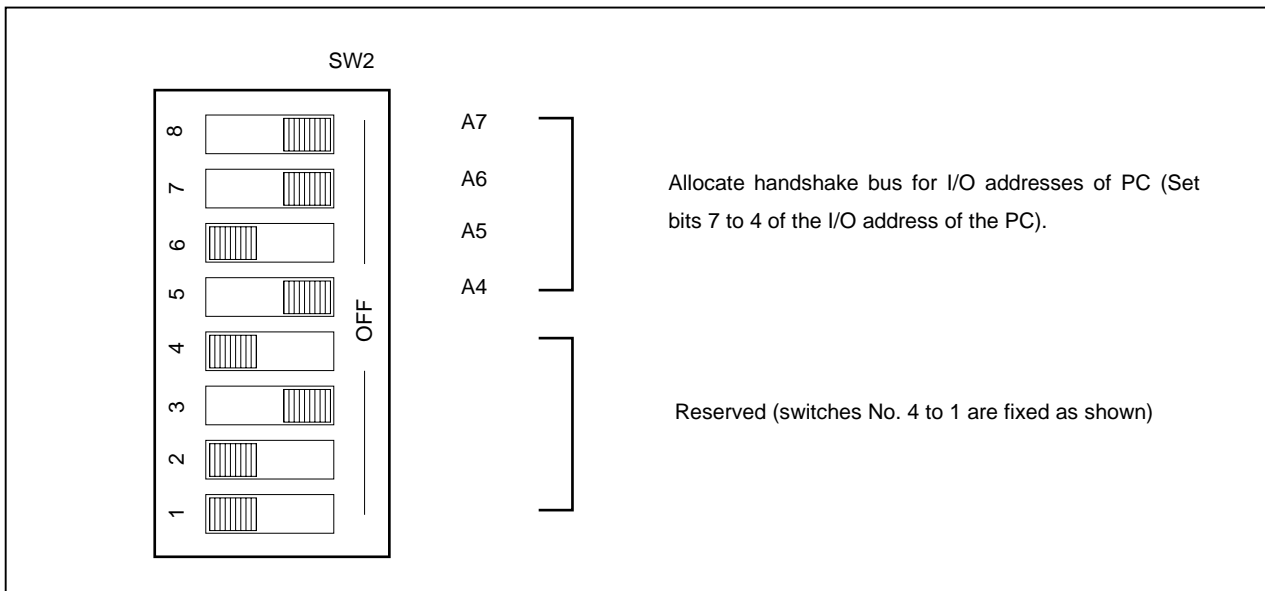 SW2
8
7
6
5
4
3
2
1
OFF
A7
A6
A5
A4
Allocate handshake bus for I/O addresses of PC (Set
bits 7 to 4 of the I/O address of the PC).
Reserved (switches No. 4 to 1 are fixed as shown)